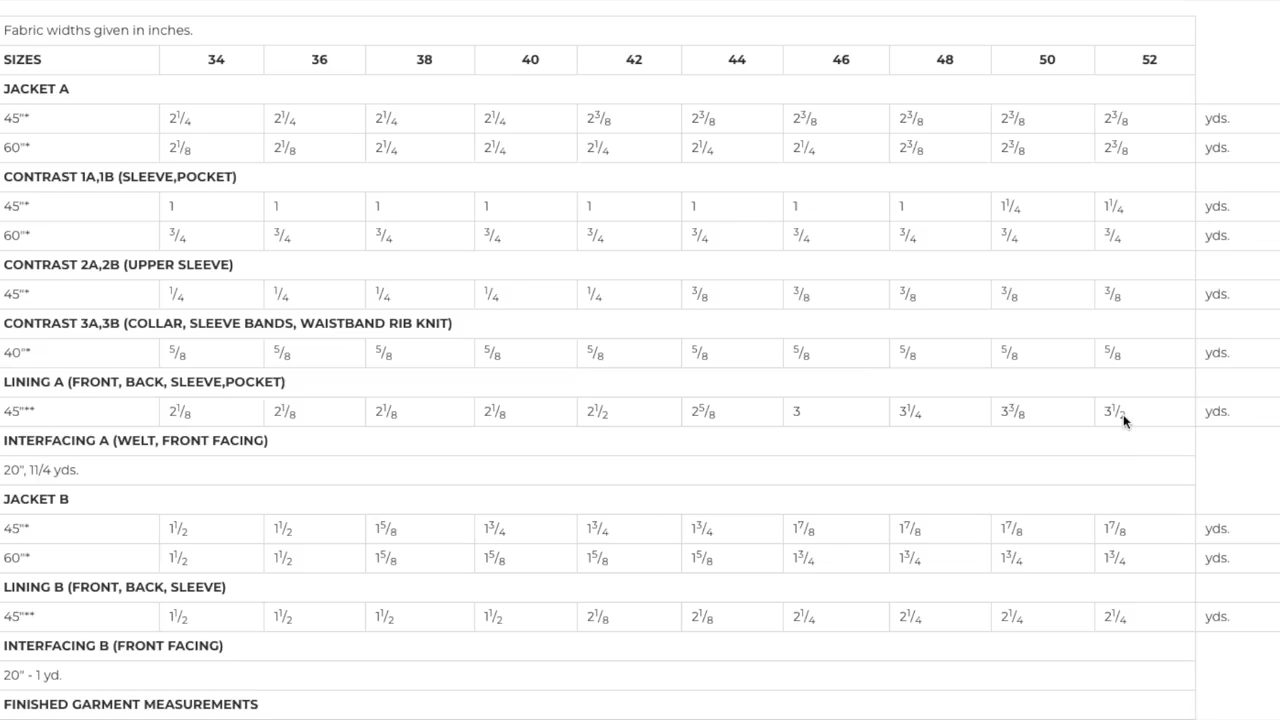 Fabric widths given in inches.
SIZES 34 36 38 40 42 44 46 48 50 52
JACKET A
45"* 2 1/4 2 1/4 2 1/4 2 1/4 2 3/8 2 3/8 2 3/8 2 3/8 2 3/8 2 3/8 yds.
60"* 2 1/8 2 1/8 2 1/4 2 1/4 2 1/4 2 1/4 2 1/4 2 3/8 2 3/8 2 3/8 yds.
CONTRAST 1A,1B (SLEEVE,POCKET)
45"* 1 1 1 1 1 1 1 1 1 1/4 1 1/4 yds.
60"* 3/4 3/4 3/4 3/4 3/4 3/4 3/4 3/4 3/4 3/4 yds.
CONTRAST 2A,2B (UPPER SLEEVE)
45"* 1/4 1/4 1/4 1/4 1/4 3/8 3/8 3/8 3/8 3/8 yds.
CONTRAST 3A,3B (COLLAR, SLEEVE BANDS, WAISTBAND RIB KNIT)
40"* 5/8 5/8 5/8 5/8 5/8 5/8 5/8 5/8 5/8 5/8 yds.
LINING A (FRONT, BACK, SLEEVE,POCKET)
45"** 2 1/8 2 1/8 2 1/8 2 1/8 2 1/2 2 5/8 3 3 1/4 3 3/8 3 1/2 yds.
INTERFACING A (WELT, FRONT FACING)
20", 11/4 yds.
JACKET B
45"* 1 1/2 1 1/2 1 5/8 1 3/4 1 3/4 1 3/4 1 7/8 1 7/8 1 7/8 1 7/8 yds.
60"* 1 1/2 1 1/2 1 5/8 1 5/8 1 5/8 1 5/8 1 3/4 1 3/4 1 3/4 1 3/4 yds.
LINING B (FRONT, BACK, SLEEVE)
45"** 1 1/2 1 1/2 1 1/2 1 1/2 2 1/8 2 1/8 2 1/4 2 1/4 2 1/4 2 1/4 yds.
INTERFACING B (FRONT FACING)
20" - 1 yd.
FINISHED GARMENT MEASUREMENTS